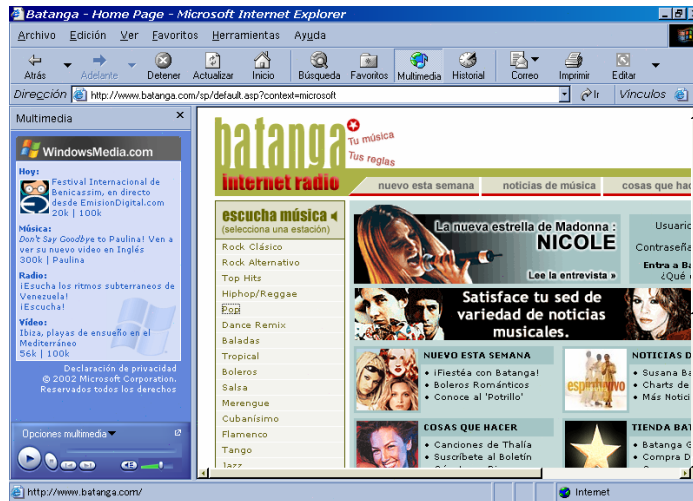 Batanga - Home Page - Microsoft Internet Explorer
Archivo Edición Ver Favoritos Herramientas Ayuda
Atrás Adelante Detener Actualizar Inicio Búsqueda Favoritos Multimedia Historial Correo Imprimir Editar
Dirección http://www.batanga.com/sp/default.asp?context=microsoft Ir Vínculos
Multimedia
WindowsMedia.com
Hoy:
Festival Internacional de
Benicassim, en directo
desde EmisionDigital.com
20k | 100k
Música:
Don't Say Goodbye to Paulina! Ven a
ver su nuevo video en Inglés
300k | Paulina
Radio:
¡Escucha los ritmos subterraneos de
Venezuela!
¡Escucha!
Vídeo:
Ibiza, playas de ensueño en el
Mediterráneo
56k | 100k
Declaración de privacidad
© 2002 Microsoft Corporation.
Reservados todos los derechos
Opciones multimedia
batanga
Tu música
Tus reglas
internet radio
nuevo esta semana noticias de música cosas que hac
escucha música
(selecciona una estación)
Rock Clásico
Rock Alternativo
Top Hits
Hiphop/Reggae
Pop
Dance Remix
Baladas
Tropical
Boleros
Salsa
Merengue
Cubanísimo
Flamenco
Tango
Jazz
La nueva estrella de Madonna :
NICOLE
Lee la entrevista »
Usuario
Contraseña
Entra a Ba
¿Qué
Satisface tu sed de
variedad de noticias
musicales.
NUEVO ESTA SEMANA
• ¡Fiestéa con Batanga!
• Boleros Románticos
• Conoce al 'Potrillo'
espiritu vivo
NOTICIAS D
• Susana Ba
• Charts de
• Más Notici
COSAS QUE HACER
• Canciones de Thalía
• Suscríbete al Boletín
TIENDA BAT
• Batanga G
• Compra D
http://www.batanga.com/
Internet